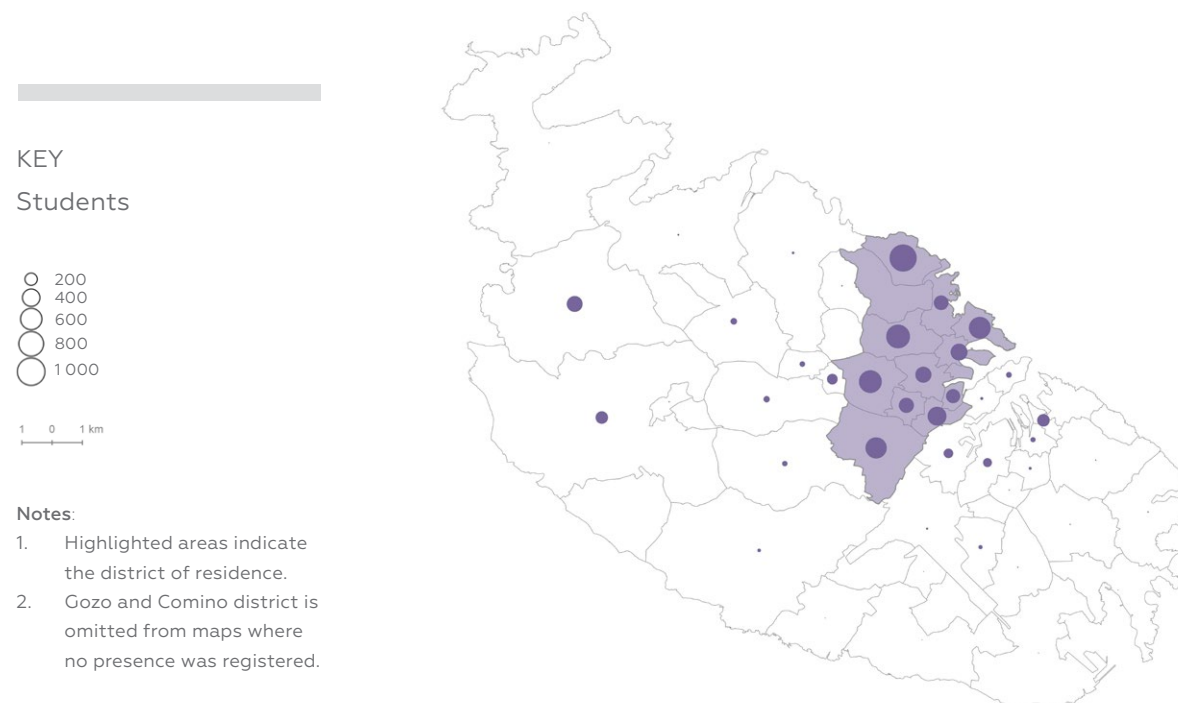 KEY
Students
200
400
600
800
1 000
1 0 1 km
Notes:
1. Highlighted areas indicate
the district of residence.
2. Gozo and Comino district is
omitted from maps where
no presence was registered.